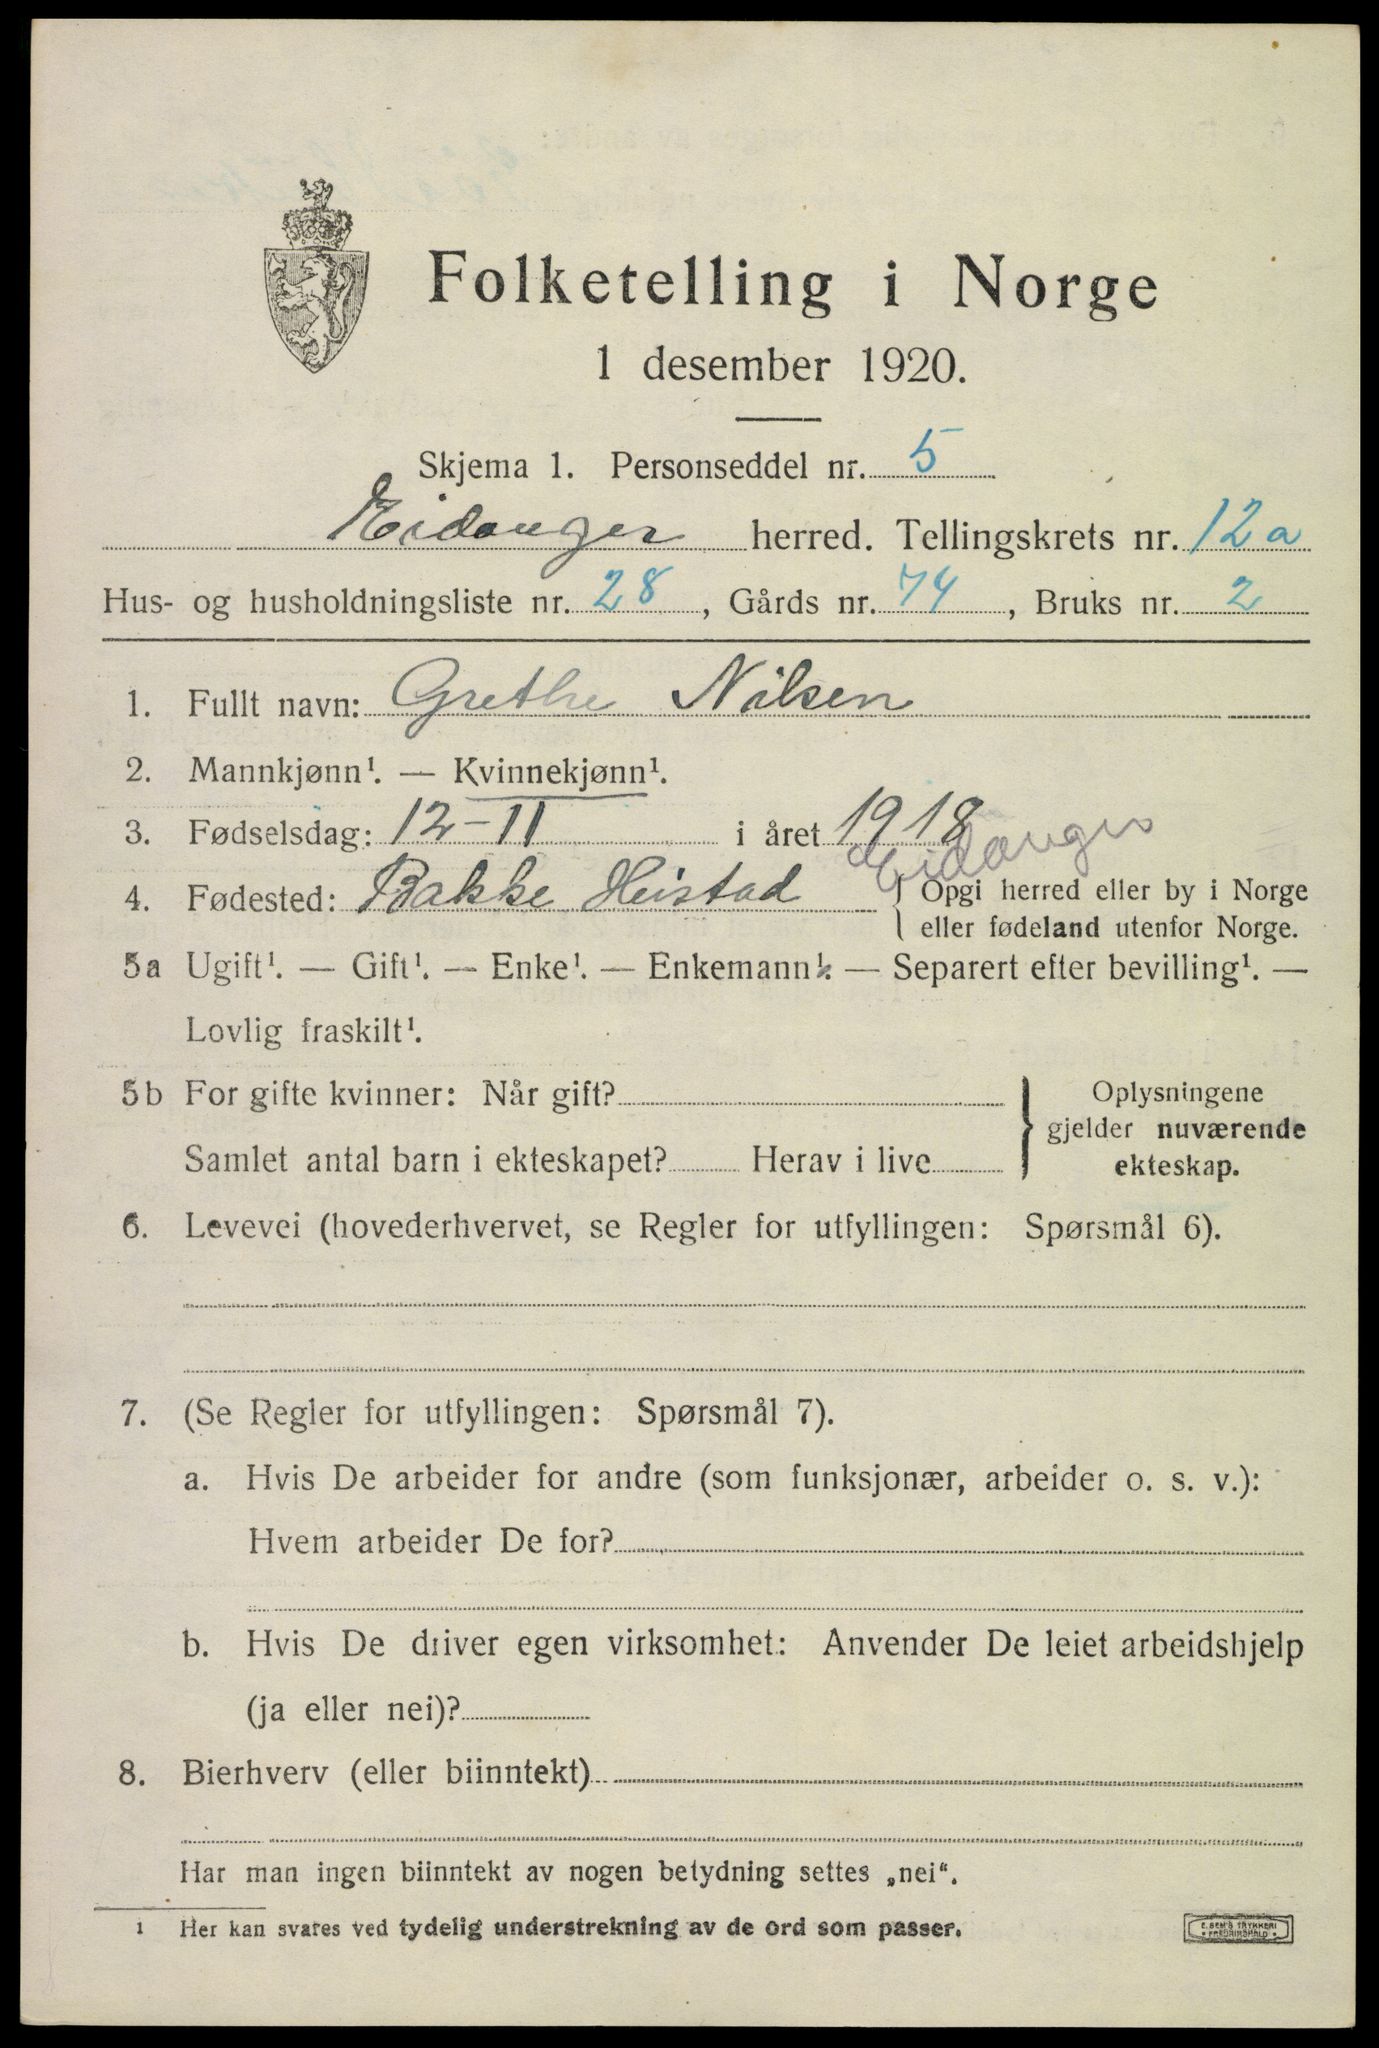 Folketelling i Norge
1 desember 1920.
Skjema 1. Personseddel nr. 5
Eidanger herred. Tellingskrets nr. 12a
Hus- og husholdningsliste nr. 28, Gårds nr. 74, Bruks nr. 2
1. Fullt navn: Grethe Nilsen
2. Mannkjønn¹. — Kvinnekjønn¹.
3. Fødselsdag: 12-11 i året 1918
Eidanger
4. Fødested: Bakke Heistad { Opgi herred eller by i Norge
eller fødeland utenfor Norge.
5a Ugift¹. — Gift¹. — Enke¹. — Enkemann¹. — Separert efter bevilling¹. —
Lovlig fraskilt¹.
5b For gifte kvinner: Når gift? } Oplysningene
gjelder nuværende
Samlet antal barn i ekteskapet? Herav i live ekteskap.
6. Levevei (hovederhvervet, se Regler for utfyllingen: Spørsmål 6).
7. (Se Regler for utfyllingen: Spørsmål 7).
a. Hvis De arbeider for andre (som funksjonær, arbeider o. s. v.):
Hvem arbeider De for?
b. Hvis De driver egen virksomhet: Anvender De leiet arbeidshjelp
(ja eller nei)?
8. Bierhverv (eller biinntekt)
Har man ingen biinntekt av nogen betydning settes „nei“.
¹ Her kan svares ved tydelig understrekning av de ord som passer.
E. SEM'S TRYKKERI
• FREDRIKSHALD •